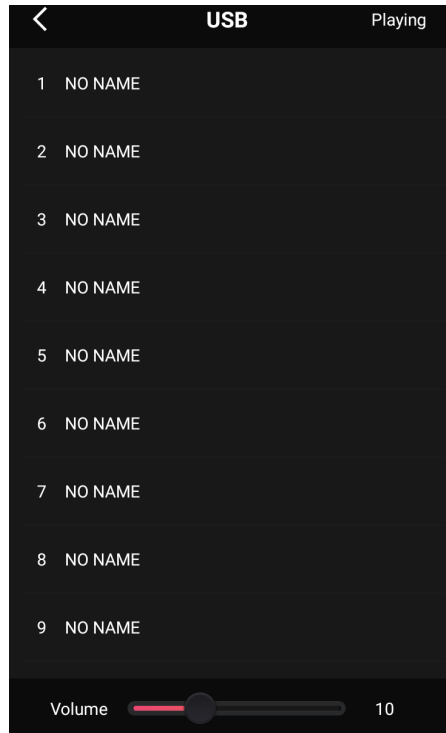 USB Playing
1 NO NAME
2 NO NAME
3 NO NAME
4 NO NAME
5 NO NAME
6 NO NAME
7 NO NAME
8 NO NAME
9 NO NAME
Volume 10